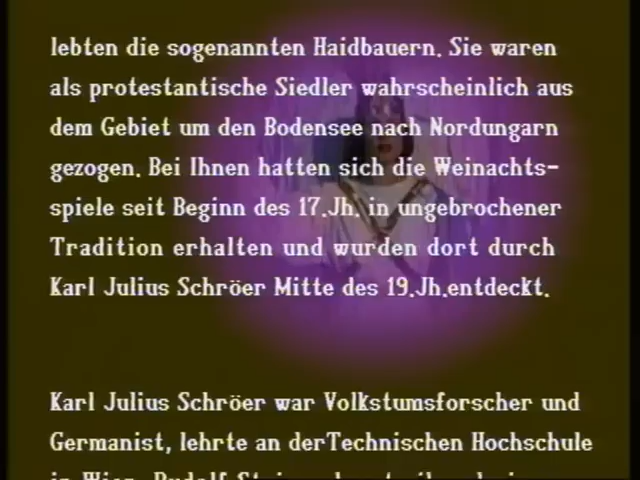 lebten die sogenannten Haidbauern. Sie waren
als protestantische Siedler wahrscheinlich aus
dem Gebiet um den Bodensee nach Nordungarn
gezogen. Bei Ihnen hatten sich die Weinachts-
spiele seit Beginn des 17.Jh. in ungebrochener
Tradition erhalten und wurden dort durch
Karl Julius Schröer Mitte des 19.Jh.entdeckt.
Karl Julius Schröer war Volkstumsforscher und
Germanist, lehrte an derTechnischen Hochschule
in Wien. Rudolf